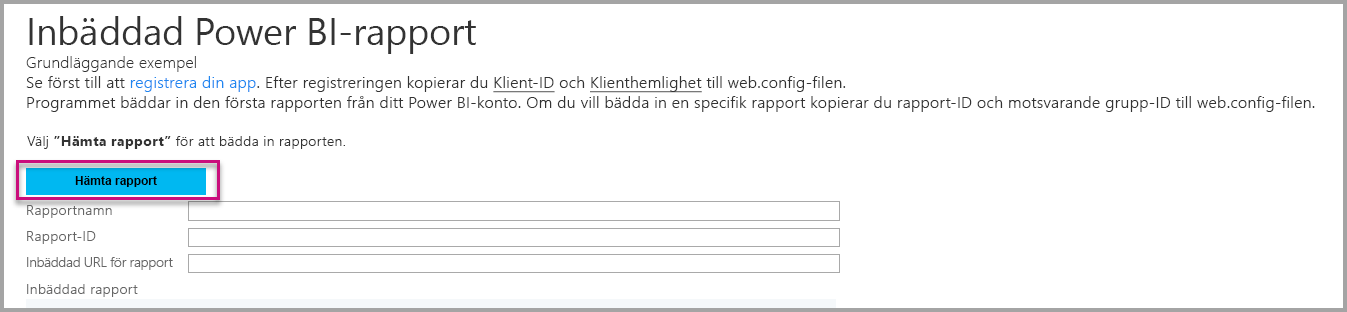 Inbäddad Power BI-rapport
Grundläggande exempel
Se först till att registrera din app. Efter registreringen kopierar du Klient-ID och Klienthemlighet till web.config-filen.
Programmet bäddar in den första rapporten från ditt Power BI-konto. Om du vill bädda in en specifik rapport kopierar du rapport-ID och motsvarande grupp-ID till web.config-filen.
Välj ”Hämta rapport” för att bädda in rapporten.
Hämta rapport
Rapportnamn
Rapport-ID
Inbäddad URL för rapport
Inbäddad rapport